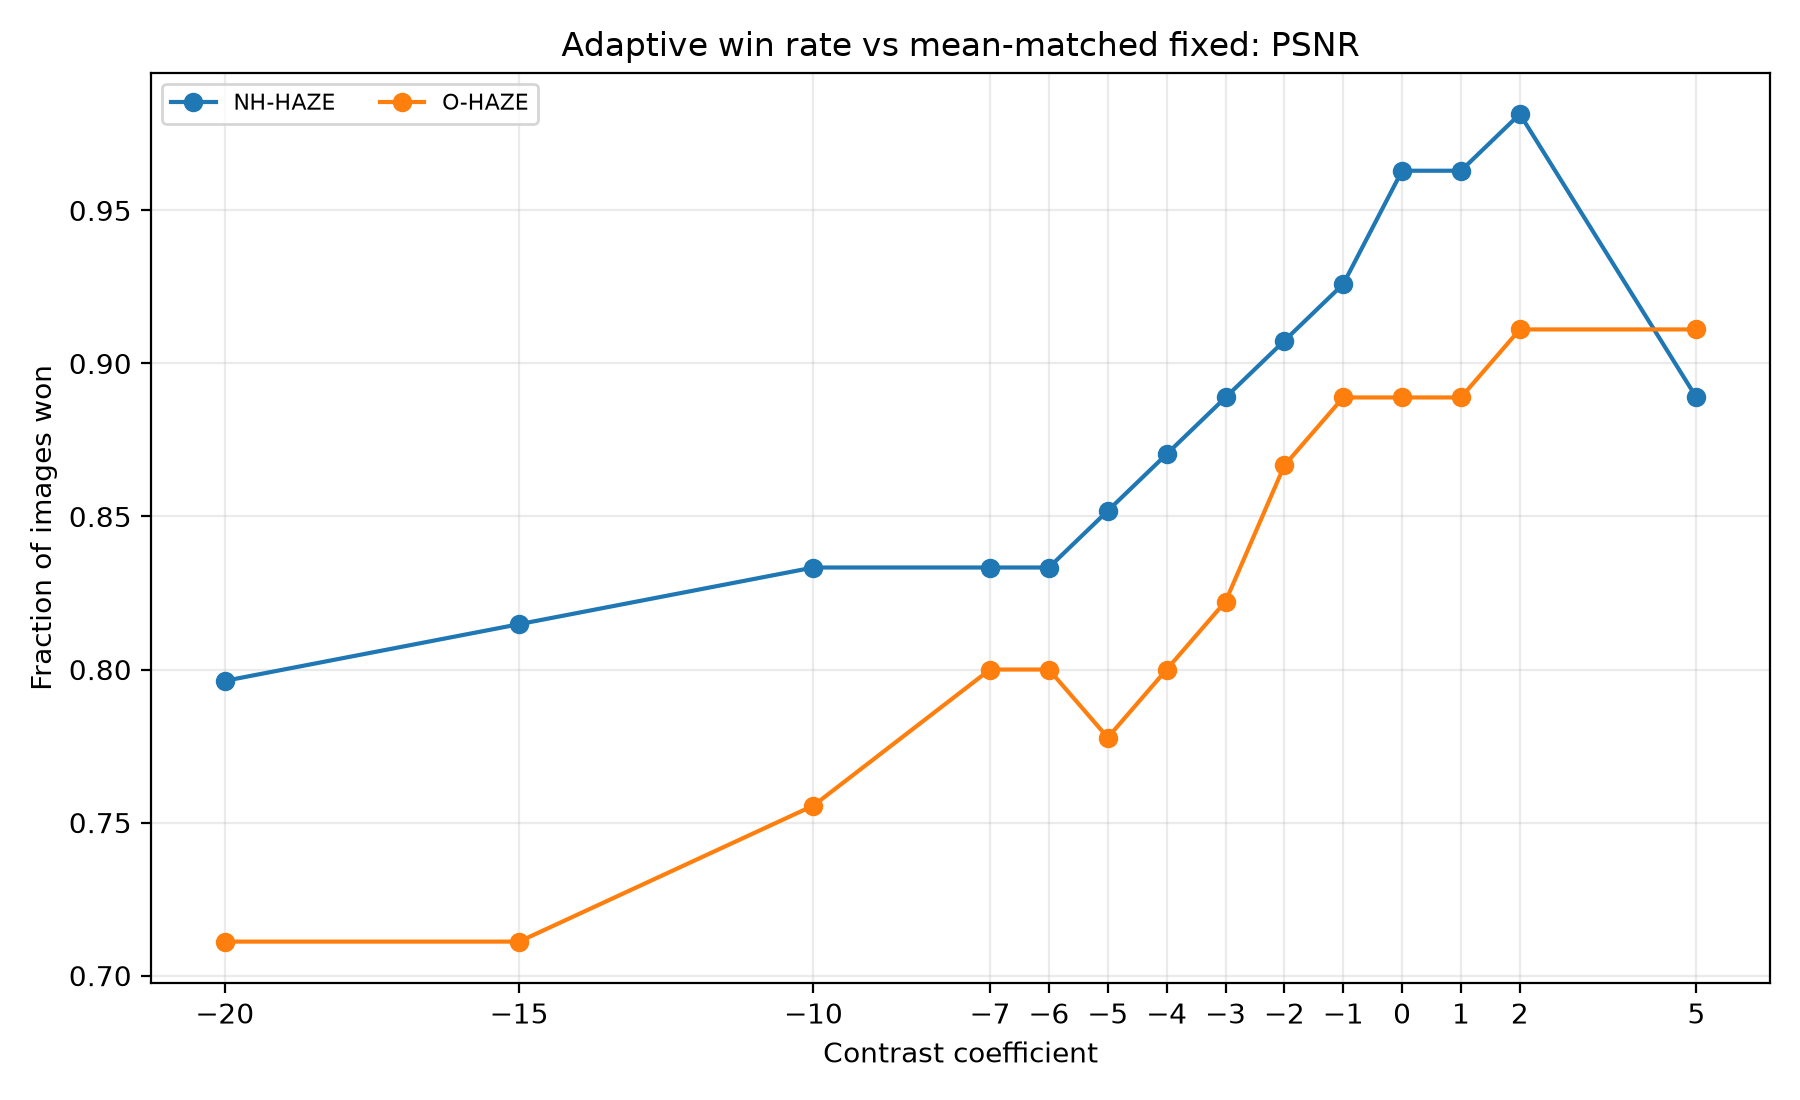 Adaptive win rate vs mean-matched fixed: PSNR
NH-HAZE O-HAZE
Fraction of images won
0.95
0.90
0.85
0.80
0.75
0.70
−20 −15 −10 −7 −6 −5 −4 −3 −2 −1 0 1 2 5
Contrast coefficient